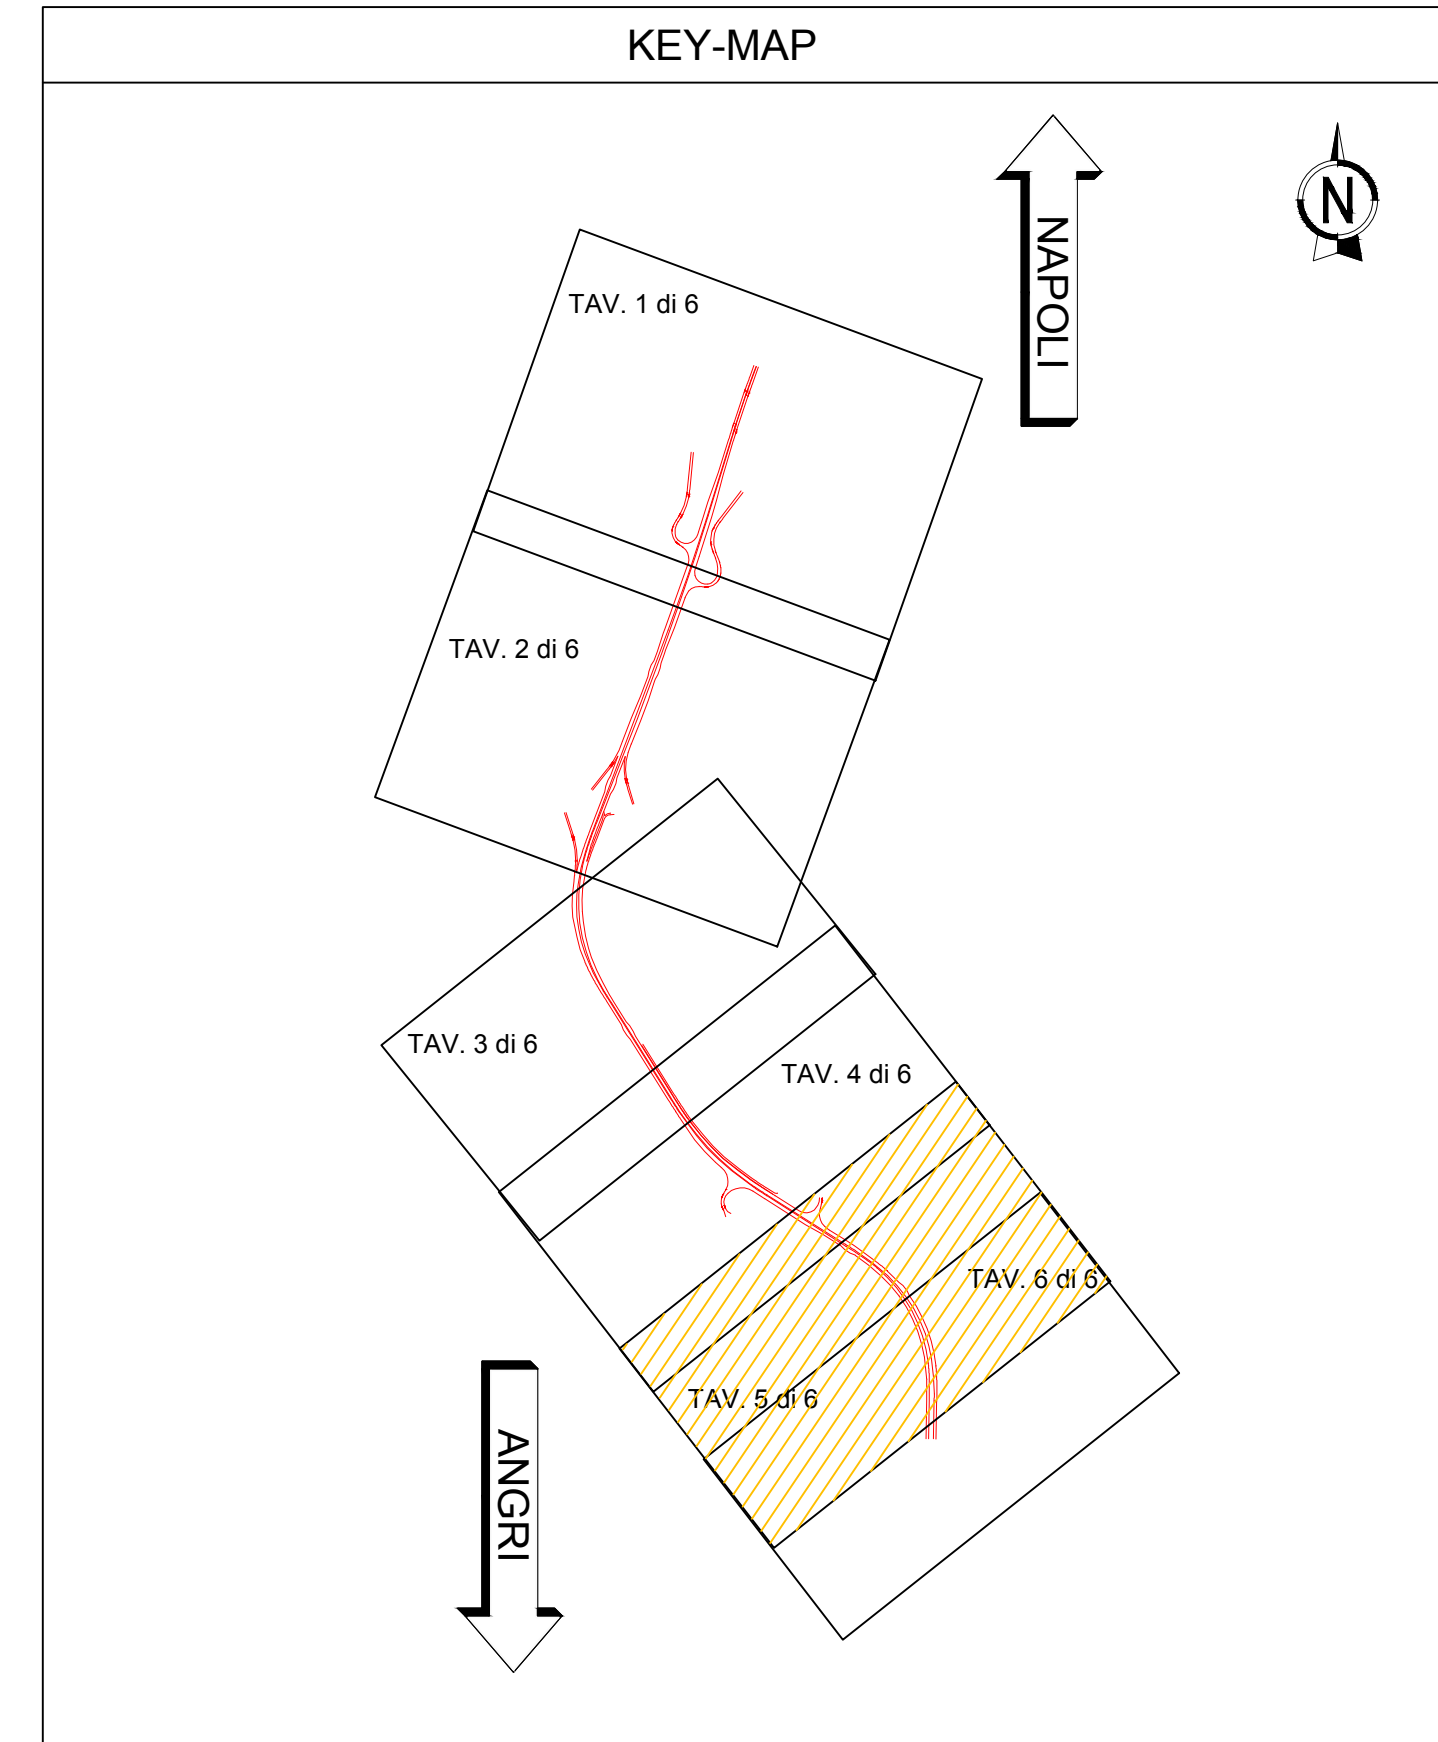 KEY-MAP
NAPOLI
N
TAV. 1 di 6
TAV. 2 di 6
TAV. 3 di 6
TAV. 4 di 6
TAV. 6 di 6
TAV. 5 di 6
ANGRI